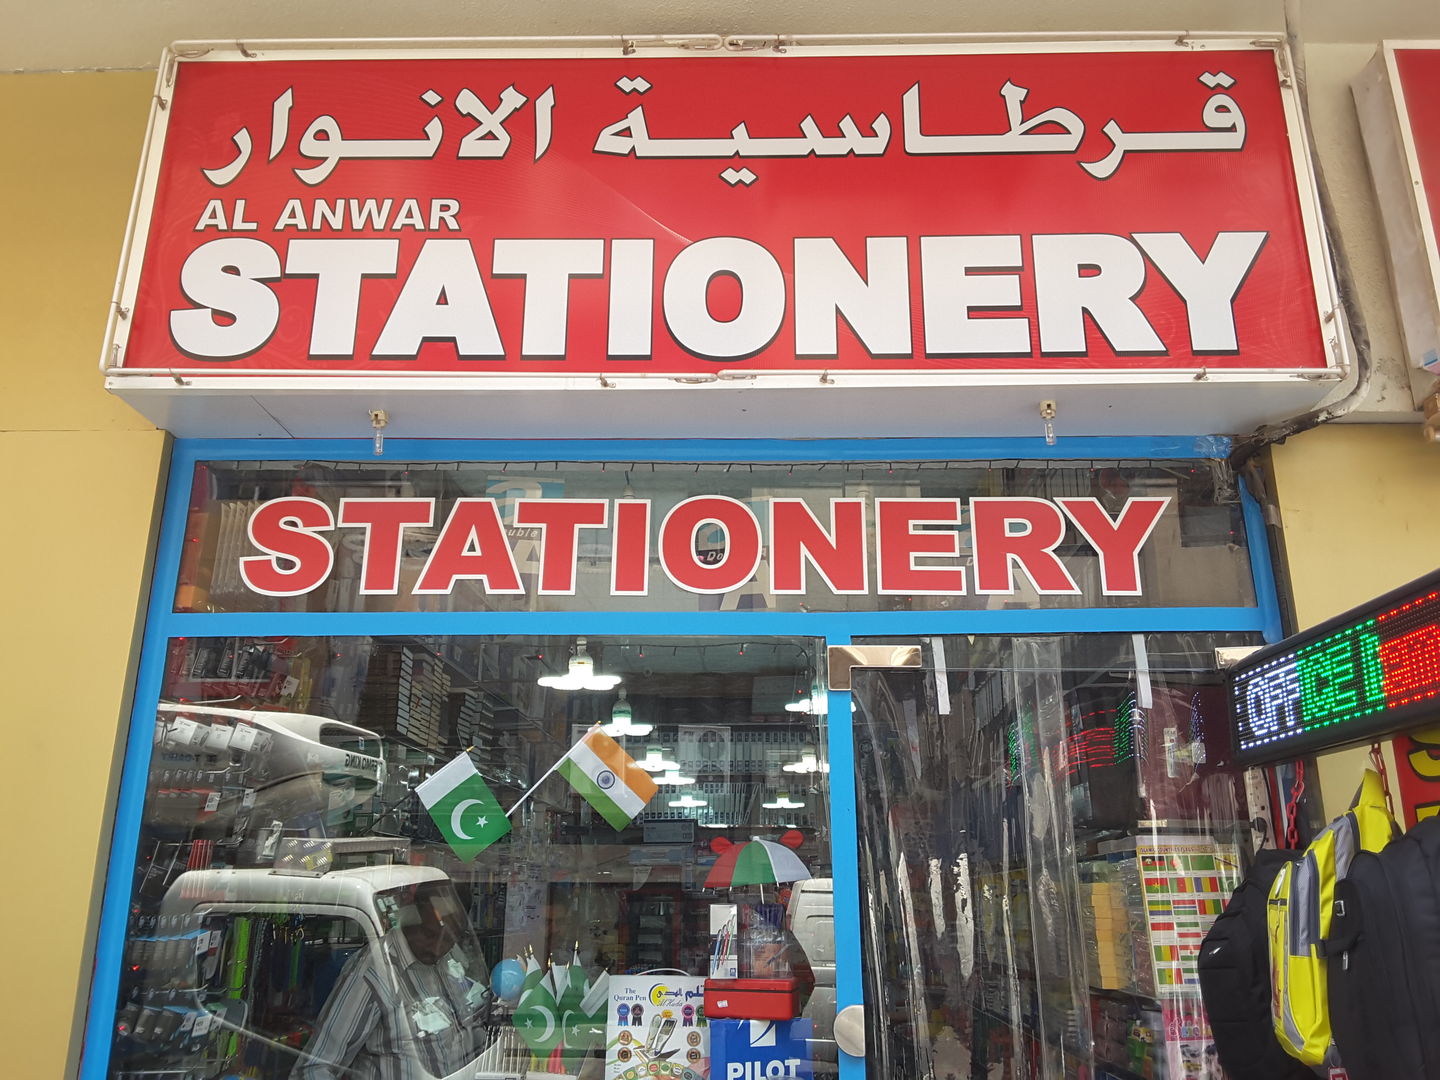 قرطاسية الانوار
AL ANWAR
STATIONERY
STATIONERY
OFFICE
The
Quran Pen
PILOT